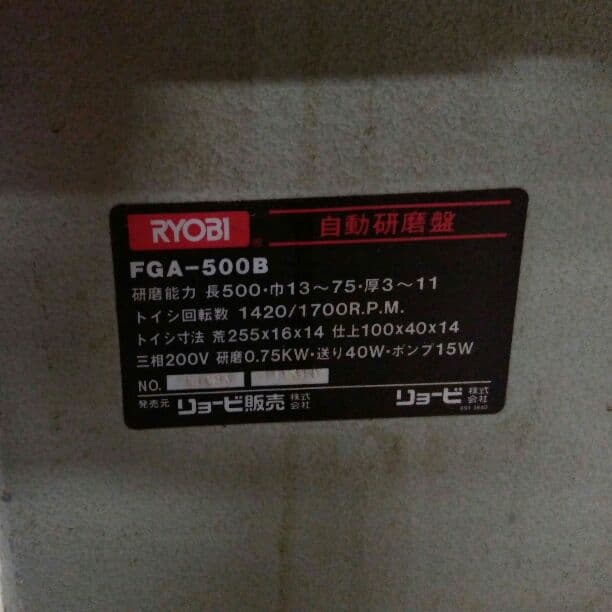 RYOBI® 自動研磨盤
FGA-500B
研磨能力 長500・巾13〜75・厚3〜11
トイシ回転数 1420/1700R.P.M.
トイシ寸法 荒255x16x14 仕上100x40x14
三相200V 研磨0.75KW・送り40W・ポンプ15W
NO.
発売元 リョービ販売株式会社 リョービ株式会社